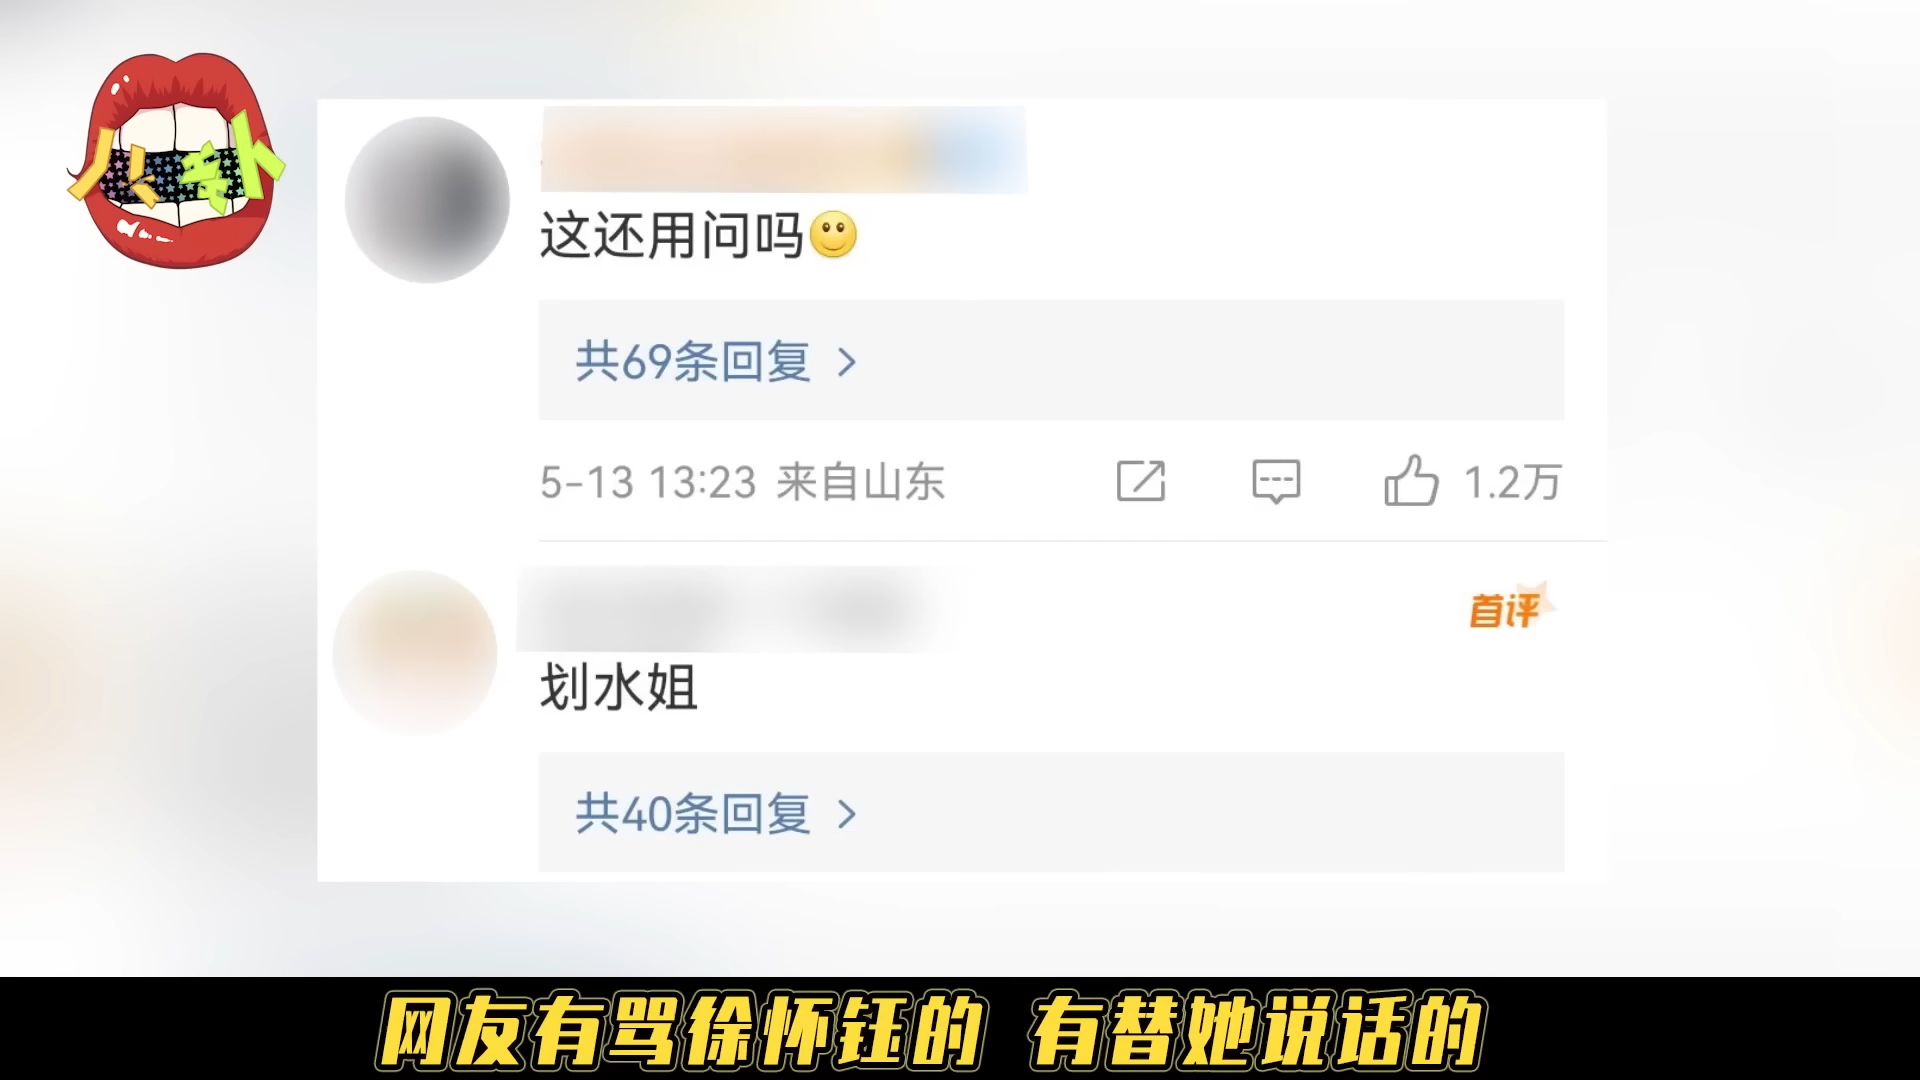 八卦
这还用问吗
共69条回复 >
5-13 13:23 来自山东 1.2万
首评
划水姐
共40条回复 >
网友有骂徐怀钰的 有替她说话的